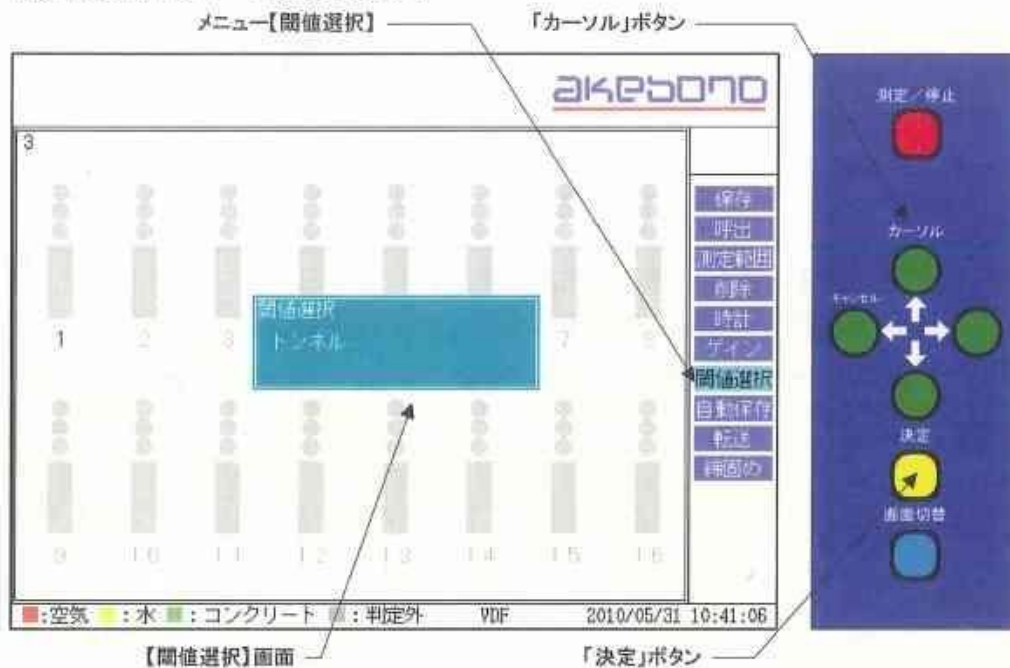 メニュー【閾値選択】
「カーソル」ボタン
akebono
3
保存
呼出
測定範囲
削除
時計
ゲイン
閾値選択
自動保存
転送
締固め
閾値選択
トンネル
1 2 3 7 8
9 10 11 12 13 14 15 16
:空気 :水 :コンクリート :判定外 VDF 2010/05/31 10:41:06
測定／停止
カーソル
キャンセル
決定
画面切替
【閾値選択】画面
「決定」ボタン